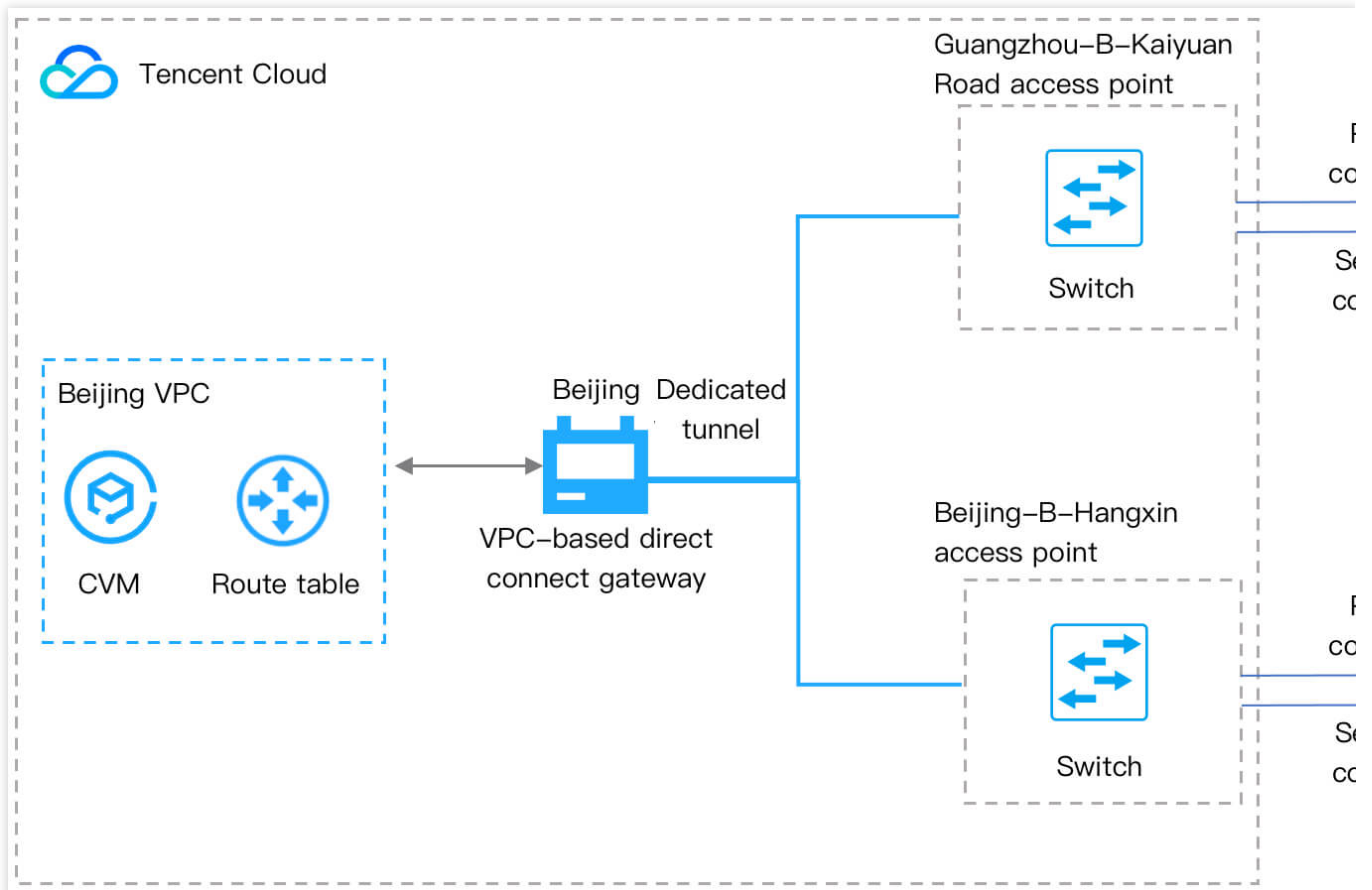 Tencent Cloud
Guangzhou–B–Kaiyuan
Road access point
Switch
Beijing VPC
CVM
Route table
Beijing
Dedicated
tunnel
VPC–based direct
connect gateway
Beijing–B–Hangxin
access point
Switch